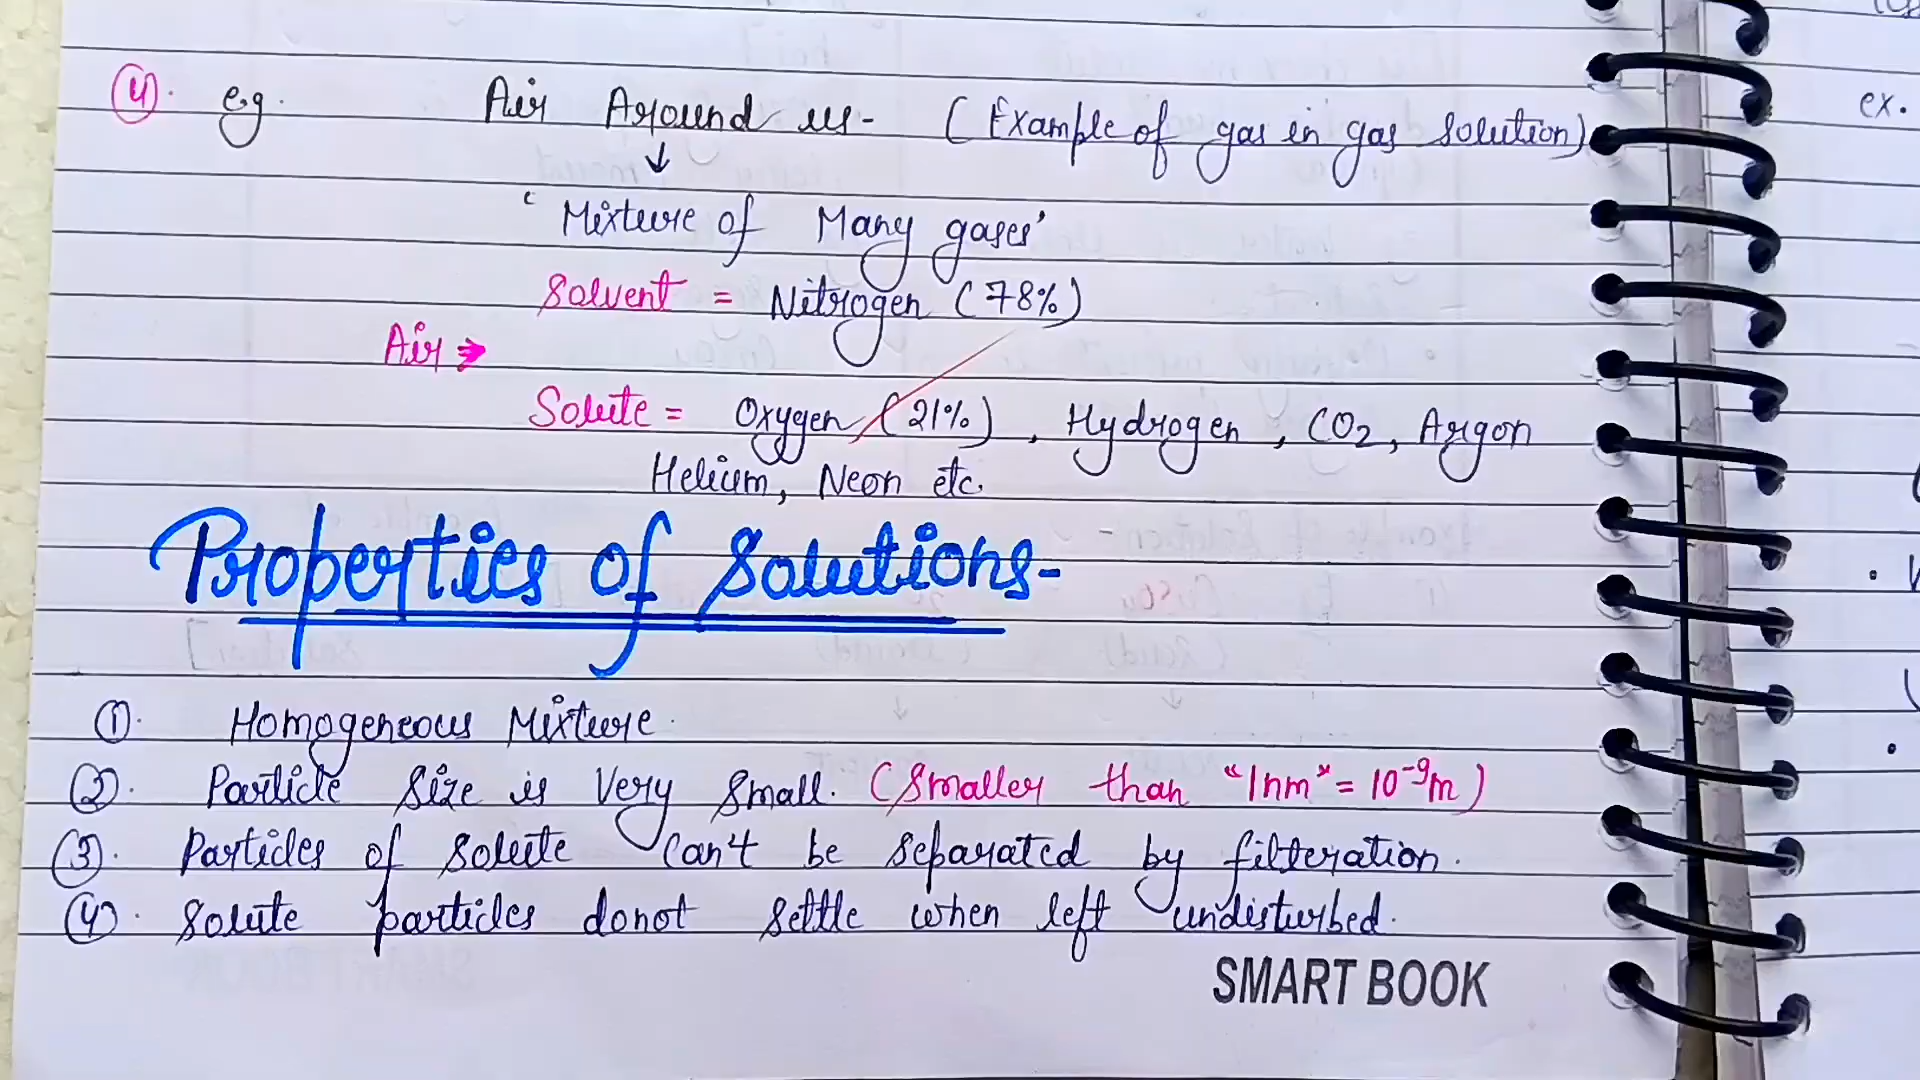 4. e.g. Air Around us- (Example of gas in gas solution)
↓
'Mixture of Many gases'
Solvent = Nitrogen (78%)
Air ⇒
Solute = Oxygen (21%), Hydrogen, CO2, Argon
Helium, Neon etc.
Properties of Solutions-
1. Homogeneous Mixture.
2. Particle Size is Very Small. (Smaller than "1nm" = 10⁻⁹m)
3. Particles of Solute Can't be Separated by filteration.
4. Solute particles donot Settle when left undisturbed.
SMART BOOK
ex.